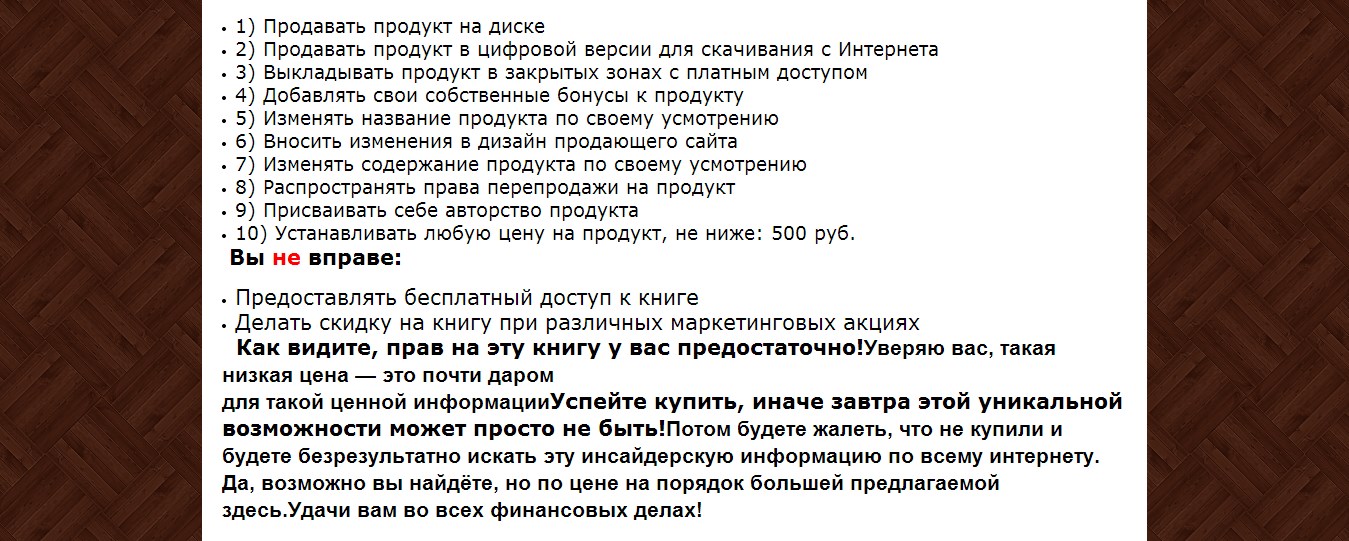 • 1) Продавать продукт на диске
• 2) Продавать продукт в цифровой версии для скачивания с Интернета
• 3) Выкладывать продукт в закрытых зонах с платным доступом
• 4) Добавлять свои собственные бонусы к продукту
• 5) Изменять название продукта по своему усмотрению
• 6) Вносить изменения в дизайн продающего сайта
• 7) Изменять содержание продукта по своему усмотрению
• 8) Распространять права перепродажи на продукт
• 9) Присваивать себе авторство продукта
• 10) Устанавливать любую цену на продукт, не ниже: 500 руб.
Вы не вправе:
• Предоставлять бесплатный доступ к книге
• Делать скидку на книгу при различных маркетинговых акциях
Как видите, прав на эту книгу у вас предостаточно!Уверяю вас, такая
низкая цена — это почти даром
для такой ценной информацииУспейте купить, иначе завтра этой уникальной
возможности может просто не быть!Потом будете жалеть, что не купили и
будете безрезультатно искать эту инсайдерскую информацию по всему интернету.
Да, возможно вы найдёте, но по цене на порядок большей предлагаемой
здесь.Удачи вам во всех финансовых делах!